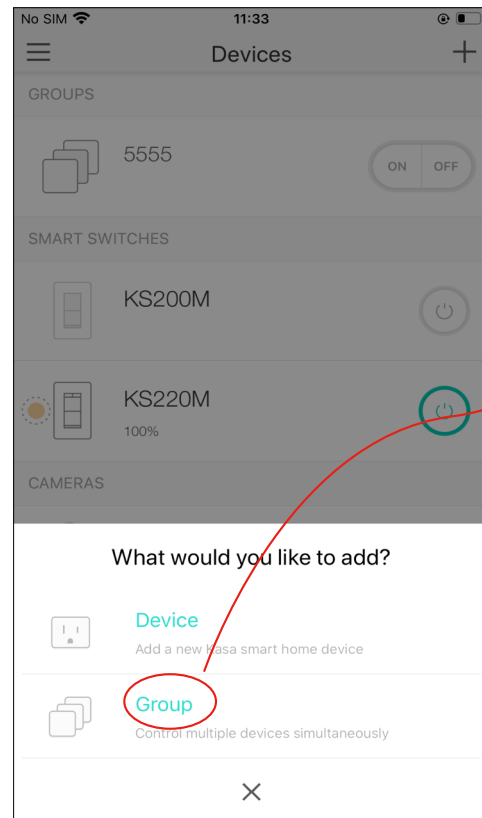 No SIM 11:33
Devices
GROUPS
5555
ON OFF
SMART SWITCHES
KS200M
KS220M
100%
CAMERAS
What would you like to add?
Device
Add a new Kasa smart home device
Group
Control multiple devices simultaneously